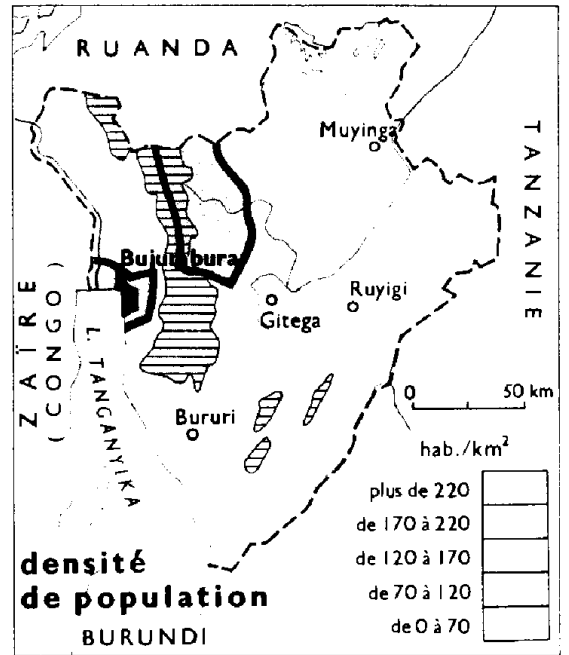 RUANDA
Muyinga
TANZANIE
Bujumbura
ZAÏRE
(CONGO)
L. TANGANYIKA
Gitega
Ruyigi
Bururi
0 50 km
hab./km²
plus de 220
de 170 à 220
de 120 à 170
de 70 à 120
de 0 à 70
densité
de population
BURUNDI